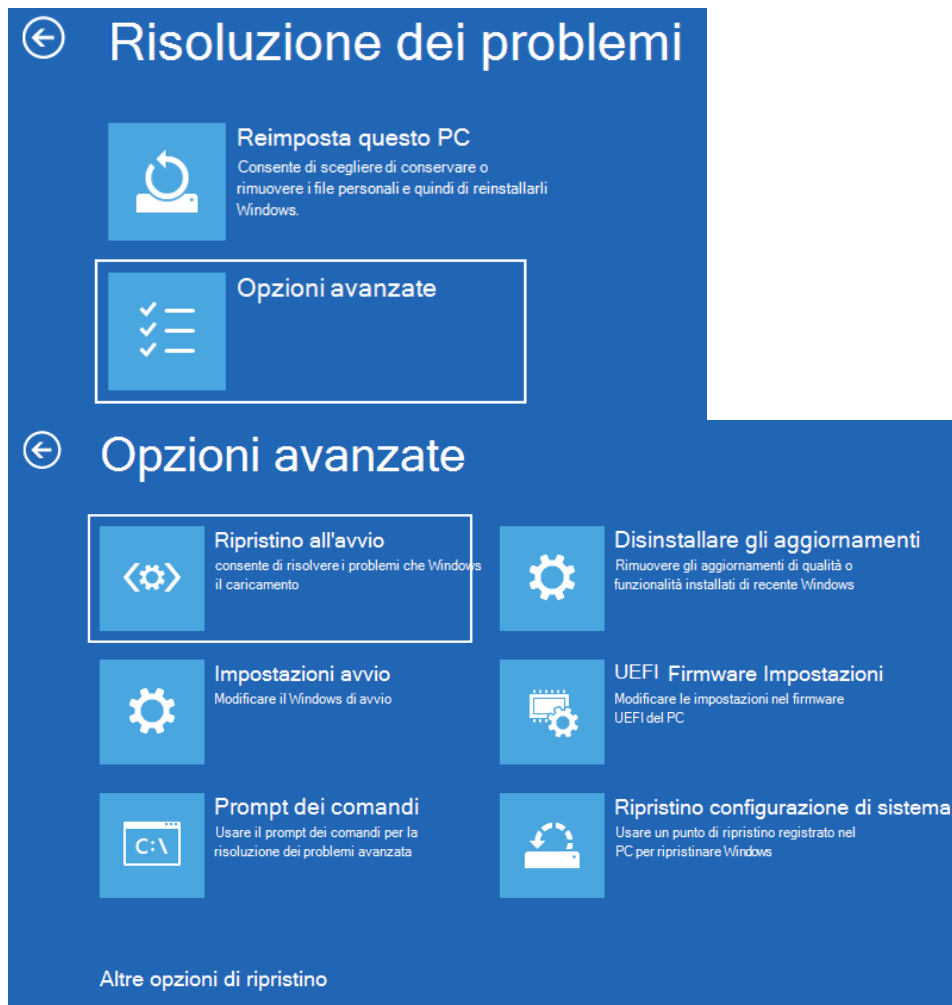 Risoluzione dei problemi
Reimposta questo PC
Consente di scegliere di conservare o
rimuovere i file personali e quindi di reinstallarli
Windows.
Opzioni avanzate
Opzioni avanzate
Ripristino all'avvio
consente di risolvere i problemi che Windows
il caricamento
Disinstallare gli aggiornamenti
Rimuovere gli aggiornamenti di qualità o
funzionalità installati di recente Windows
Impostazioni avvio
Modificare il Windows di avvio
UEFI Firmware Impostazioni
Modificare le impostazioni nel firmware
UEFI del PC
Prompt dei comandi
Usare il prompt dei comandi per la
risoluzione dei problemi avanzata
C:\
Ripristino configurazione di sistema
Usare un punto di ripristino registrato nel
PC per ripristinare Windows
Altre opzioni di ripristino